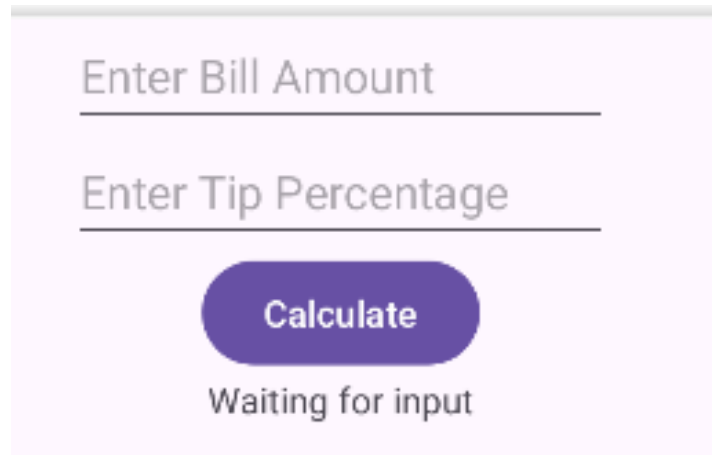 Enter Bill Amount
Enter Tip Percentage
Calculate
Waiting for input